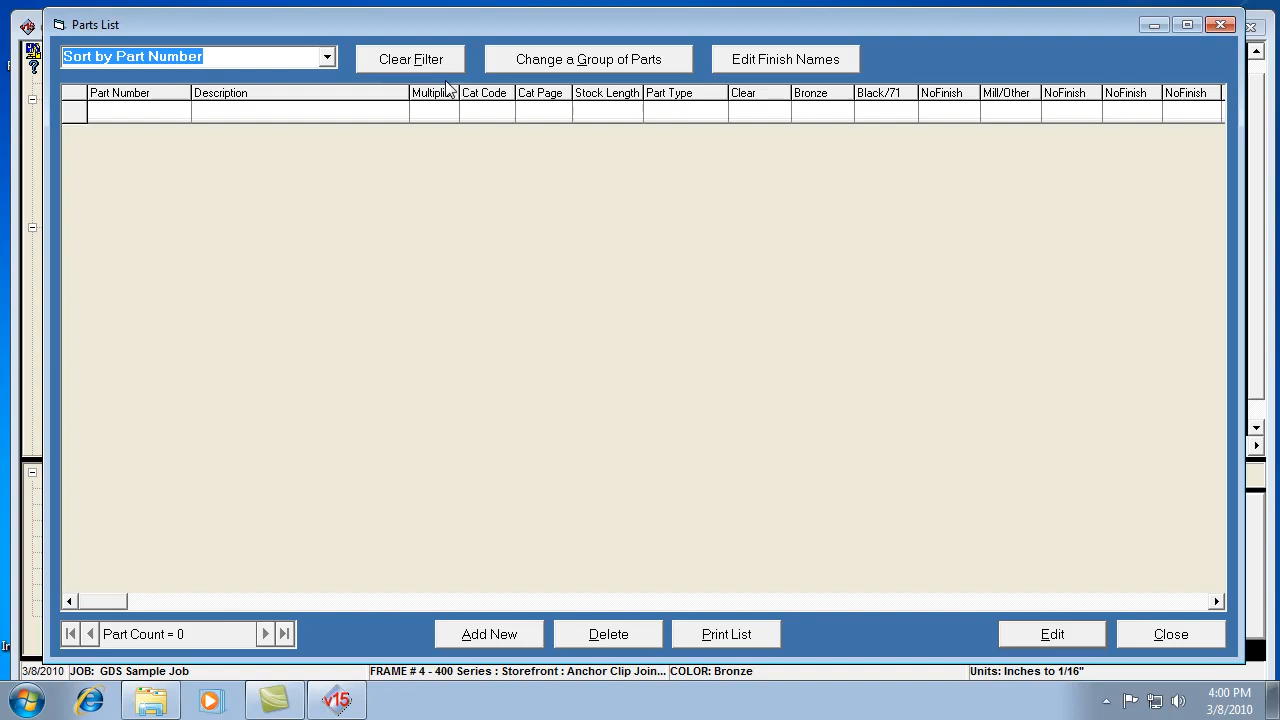 Parts List
Sort by Part Number
Clear Filter
Change a Group of Parts
Edit Finish Names
Part Number Description Cat Code Cat Page Stock Length Part Type Clear Bronze Black/71 NoFinish Mill/Other NoFinish NoFinish NoFinish
Part Count = 0
Add New
Delete
Print List
Edit
Close
3/8/2010 JOB: GDS Sample Job FRAME # 4 - 400 Series : Storefront : Anchor Clip Join... COLOR: Bronze Units: Inches to 1/16"
v15
4:00 PM
3/8/2010